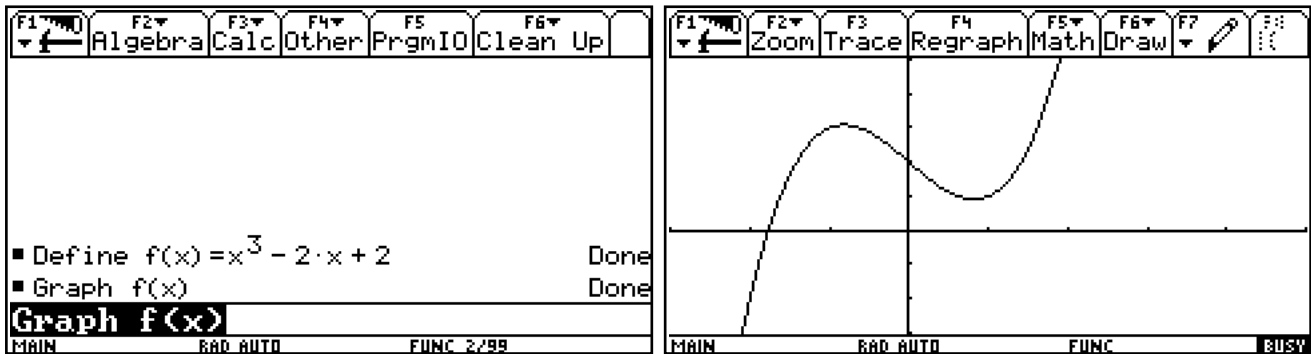 F1 F2 F3 F4 F5 F6
Algebra Calc Other PrgmIO Clean Up
■ Define f(x)=x³ - 2·x + 2 Done
■ Graph f(x) Done
Graph f(x)
MAIN RAD AUTO FUNC 2/99
F1 F2 F3 F4 F5 F6 F7
Zoom Trace Regraph Math Draw
MAIN RAD AUTO FUNC BUSY